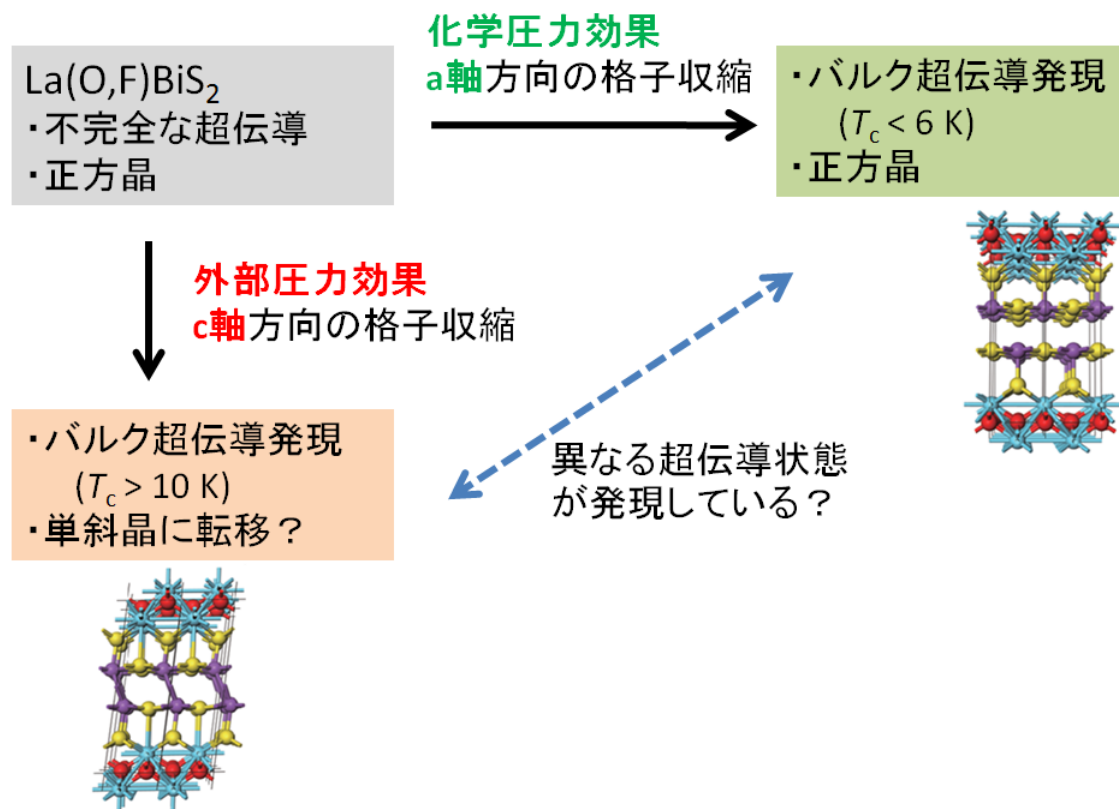 La(O,F)BiS₂
・不完全な超伝導
・正方晶
化学圧力効果
a軸方向の格子収縮
・バルク超伝導発現
(Tc < 6 K)
・正方晶
外部圧力効果
c軸方向の格子収縮
・バルク超伝導発現
(Tc > 10 K)
・単斜晶に転移？
異なる超伝導状態
が発現している？